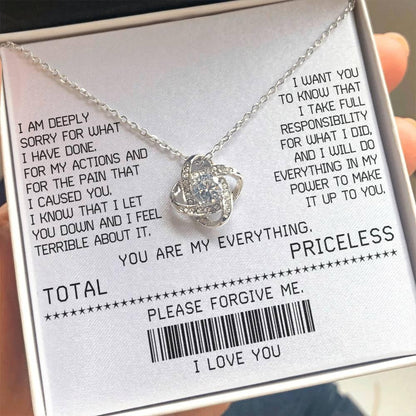 I AM DEEPLY
SORRY FOR WHAT
I HAVE DONE.
FOR MY ACTIONS AND
FOR THE PAIN THAT
I CAUSED YOU.
I KNOW THAT I LET
YOU DOWN AND I FEEL
TERRIBLE ABOUT IT.
I WANT YOU
TO KNOW THAT
I TAKE FULL
RESPONSIBILITY
FOR WHAT I DID,
AND I WILL DO
EVERYTHING IN MY
POWER TO MAKE
IT UP TO YOU.
YOU ARE MY EVERYTHING.
TOTAL PRICELESS
PLEASE FORGIVE ME.
I LOVE YOU